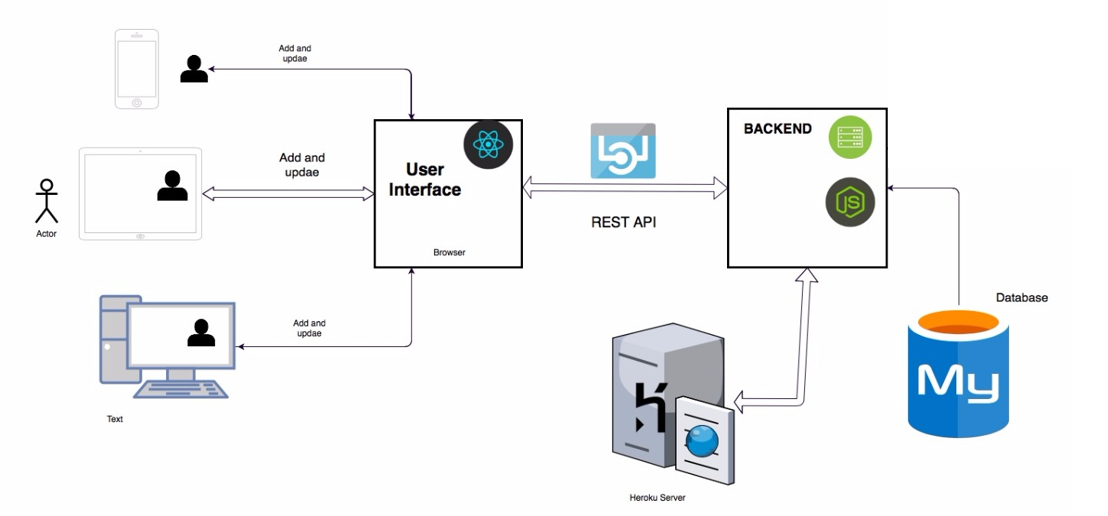 Add and
updae
BACKEND
User
Interface
JS
Add and
updae
REST API
Actor
Browser
Database
Add and
updae
My
Text
Heroku Server